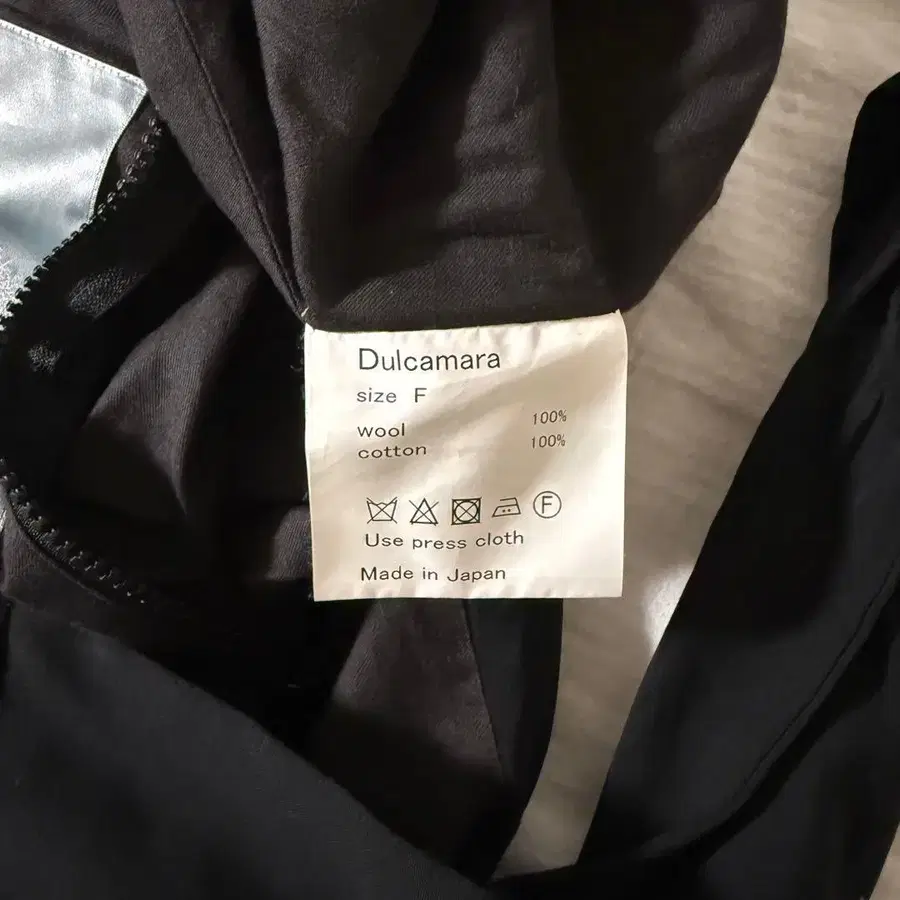 Dulcamara
size F
wool 100%
cotton 100%
F
Use press cloth
Made in Japan